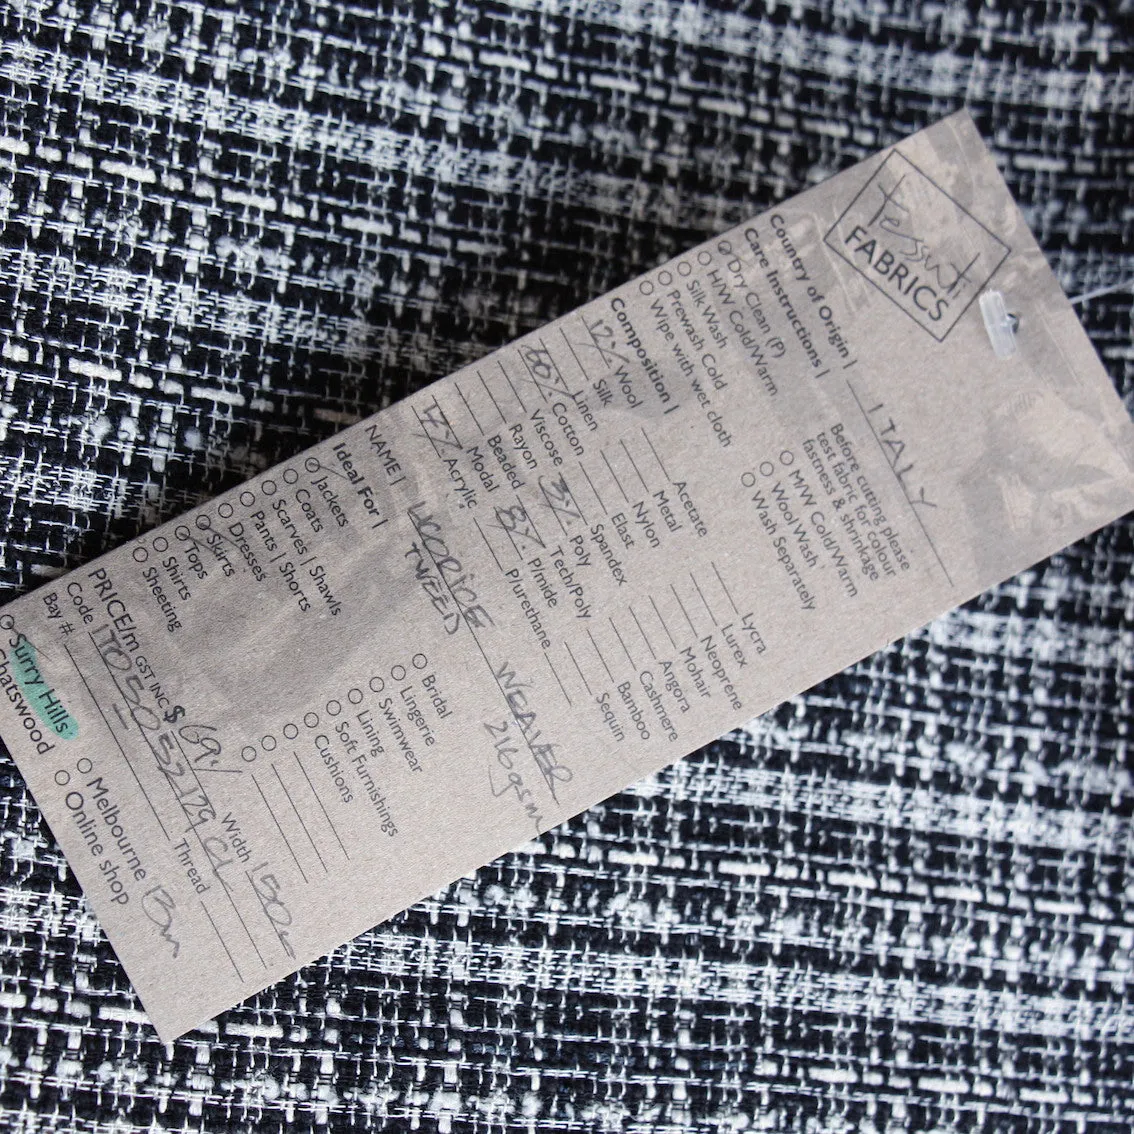 tessuti
FABRICS
Country of Origin | ITALY
Care Instructions |
Before cutting please
test fabric for colour
fastness & shrinkage
Dry Clean (P)
H/W Cold/Warm
Silk Wash
Prewash Cold
Wipe with wet cloth
M/W Cold/Warm
Wool Wash
Wash Separately
Composition |
12% Wool
Silk
Linen
60% Cotton
Viscose
Rayon
Beaded
Modal
17% Acrylic
Acetate
Metal
Nylon
Elast
Spandex
3% Poly
Tech/Poly
8% P/mide
P/urethane
Lycra
Lurex
Neoprene
Mohair
Angora
Cashmere
Bamboo
Sequin
NAME | LICORICE WEAVER
TWEED 216gsm
Ideal For |
Jackets
Coats
Scarves | Shawls
Pants | Shorts
Dresses
Skirts
Tops
Shirts
Sheeting
Bridal
Lingerie
Swimwear
Lining
Soft Furnishings
Cushions
PRICE/m GST INC $ 69/ Width 150c
Code
Bay # Thread
Surry Hills
Chatswood
Melbourne
Online shop
13m